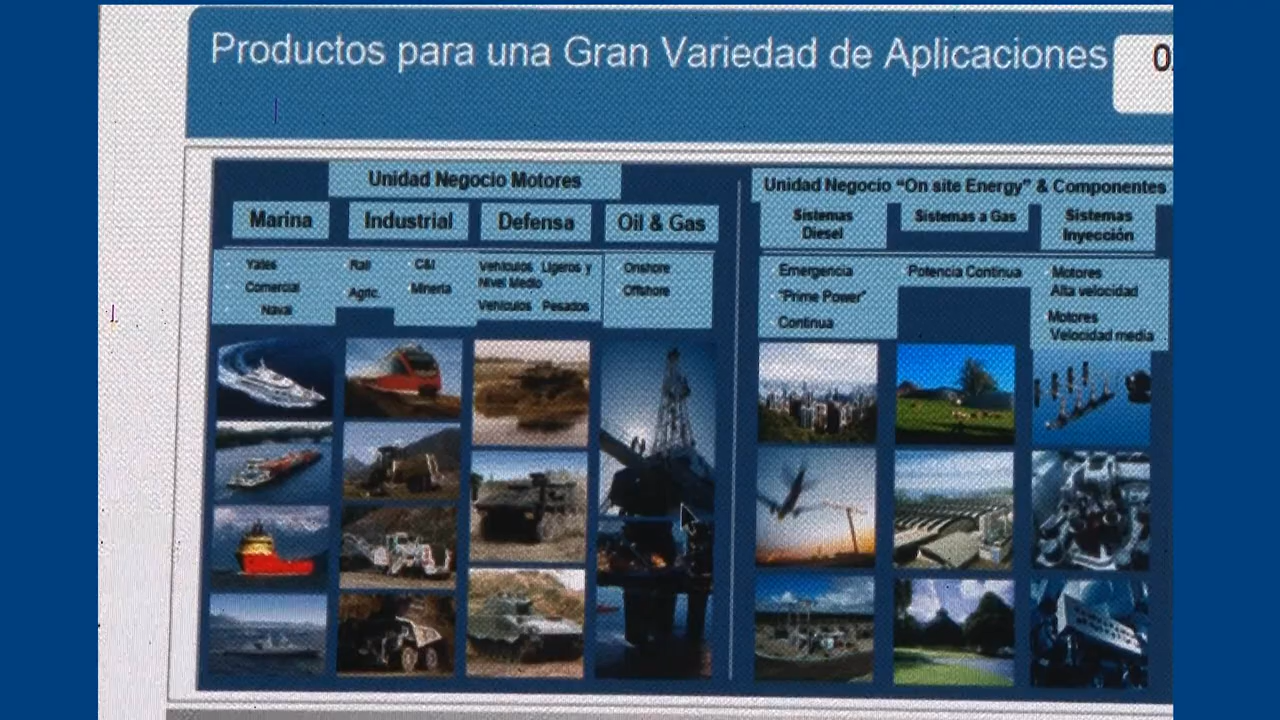 Productos para una Gran Variedad de Aplicaciones
0
Unidad Negocio Motores
Marina
Industrial
Defensa
Oil & Gas
Yates
Comercial
Naval
Rail
Agric.
C&I
Minería
Vehículos Ligeros y
Nivel Medio
Vehículos Pesados
Onshore
Offshore
Unidad Negocio “On site Energy” & Componentes
Sistemas
Diesel
Sistemas a Gas
Sistemas
Inyección
Emergencia
“Prime Power”
Continua
Potencia Continua
Motores
Alta velocidad
Motores
Velocidad media